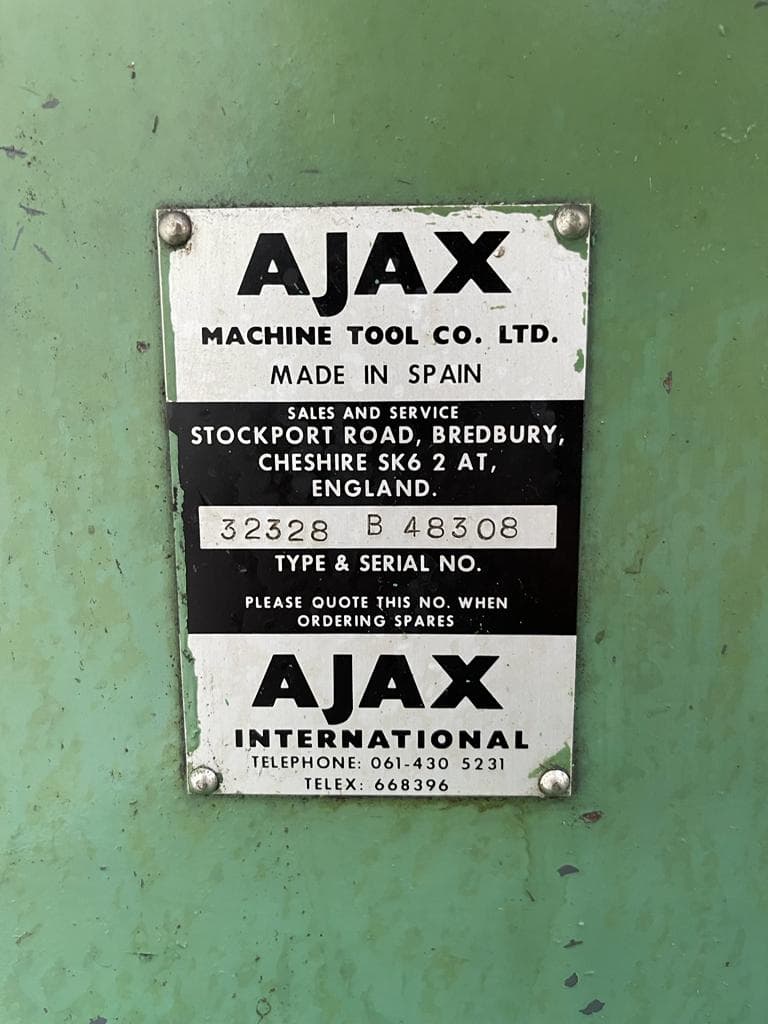 AJAX
MACHINE TOOL CO. LTD.
MADE IN SPAIN
SALES AND SERVICE
STOCKPORT ROAD, BREDBURY,
CHESHIRE SK6 2 AT,
ENGLAND.
32328 B 48308
TYPE & SERIAL NO.
PLEASE QUOTE THIS NO. WHEN
ORDERING SPARES
AJAX
INTERNATIONAL
TELEPHONE: 061-430 5231
TELEX: 668396